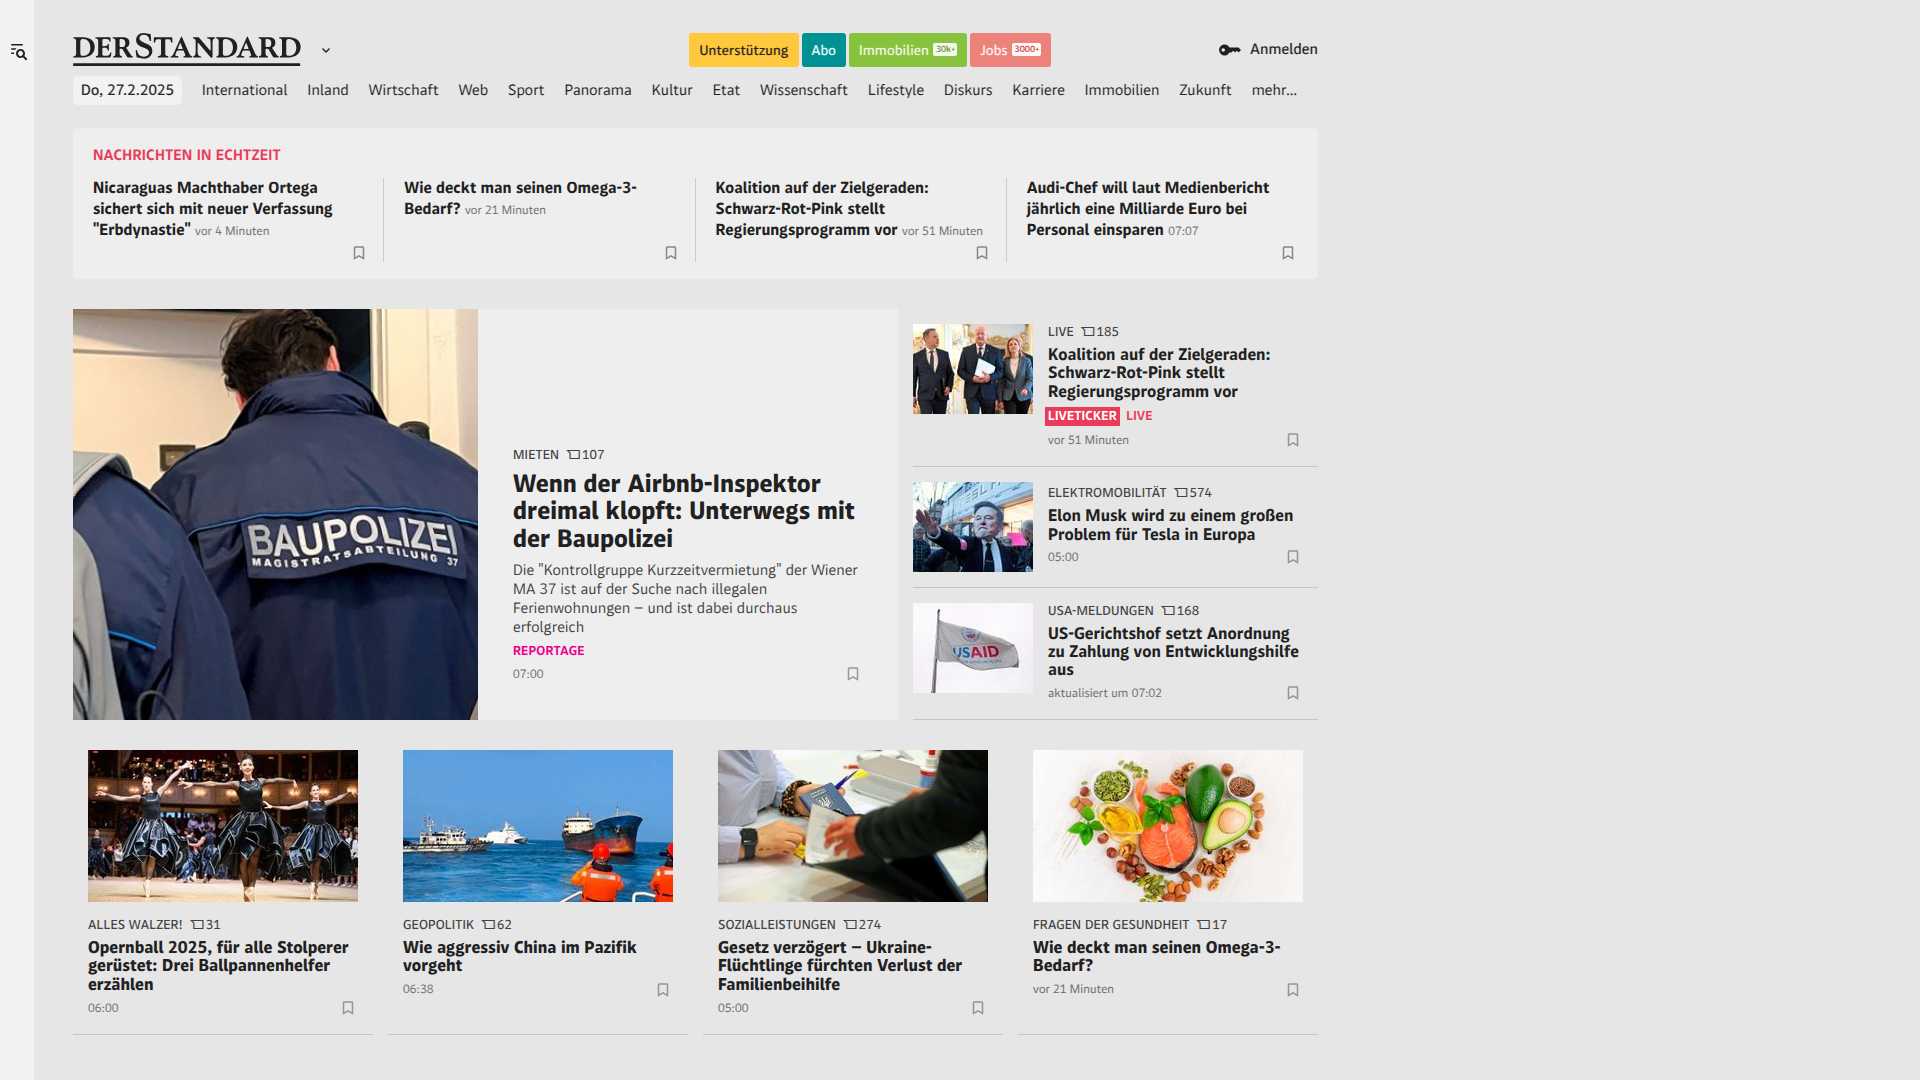 DERSTANDARD
Unterstützung
Abo
Immobilien 30k+
Jobs 3000+
Anmelden
Do, 27.2.2025
International
Inland
Wirtschaft
Web
Sport
Panorama
Kultur
Etat
Wissenschaft
Lifestyle
Diskurs
Karriere
Immobilien
Zukunft
mehr...
NACHRICHTEN IN ECHTZEIT
Nicaraguas Machthaber Ortega
sichert sich mit neuer Verfassung
"Erbdynastie" vor 4 Minuten
Wie deckt man seinen Omega-3-
Bedarf? vor 21 Minuten
Koalition auf der Zielgeraden:
Schwarz-Rot-Pink stellt
Regierungsprogramm vor vor 51 Minuten
Audi-Chef will laut Medienbericht
jährlich eine Milliarde Euro bei
Personal einsparen 07:07
BAUPOLIZEI
MAGISTRATSABTEILUNG 37
MIETEN 107
Wenn der Airbnb-Inspektor
dreimal klopft: Unterwegs mit
der Baupolizei
Die "Kontrollgruppe Kurzzeitvermietung" der Wiener
MA 37 ist auf der Suche nach illegalen
Ferienwohnungen – und ist dabei durchaus
erfolgreich
REPORTAGE
07:00
LIVE 185
Koalition auf der Zielgeraden:
Schwarz-Rot-Pink stellt
Regierungsprogramm vor
LIVETICKER LIVE
vor 51 Minuten
ELEKTROMOBILITÄT 574
Elon Musk wird zu einem großen
Problem für Tesla in Europa
05:00
USAID
USA-MELDUNGEN 168
US-Gerichtshof setzt Anordnung
zu Zahlung von Entwicklungshilfe
aus
aktualisiert um 07:02
ALLES WALZER! 31
Opernball 2025, für alle Stolperer
gerüstet: Drei Ballpannenhelfer
erzählen
06:00
GEOPOLITIK 62
Wie aggressiv China im Pazifik
vorgeht
06:38
SOZIALLEISTUNGEN 274
Gesetz verzögert – Ukraine-
Flüchtlinge fürchten Verlust der
Familienbeihilfe
05:00
FRAGEN DER GESUNDHEIT 17
Wie deckt man seinen Omega-3-
Bedarf?
vor 21 Minuten